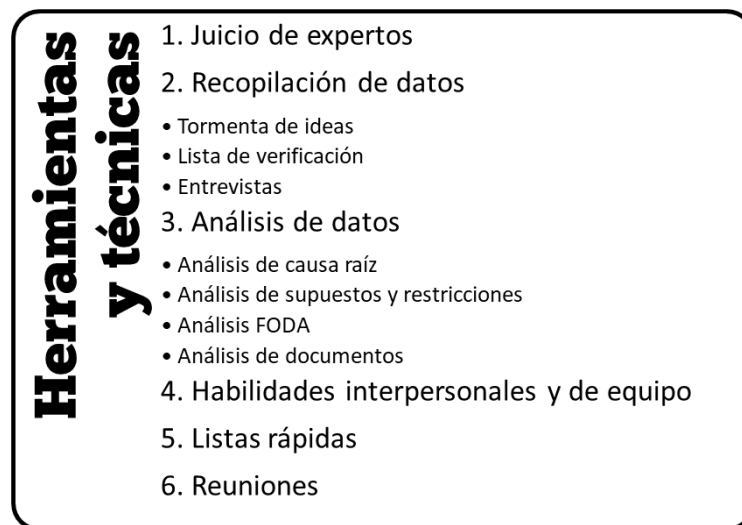 Herramientas
y técnicas
1. Juicio de expertos
2. Recopilación de datos
• Tormenta de ideas
• Lista de verificación
• Entrevistas
3. Análisis de datos
• Análisis de causa raíz
• Análisis de supuestos y restricciones
• Análisis FODA
• Análisis de documentos
4. Habilidades interpersonales y de equipo
5. Listas rápidas
6. Reuniones